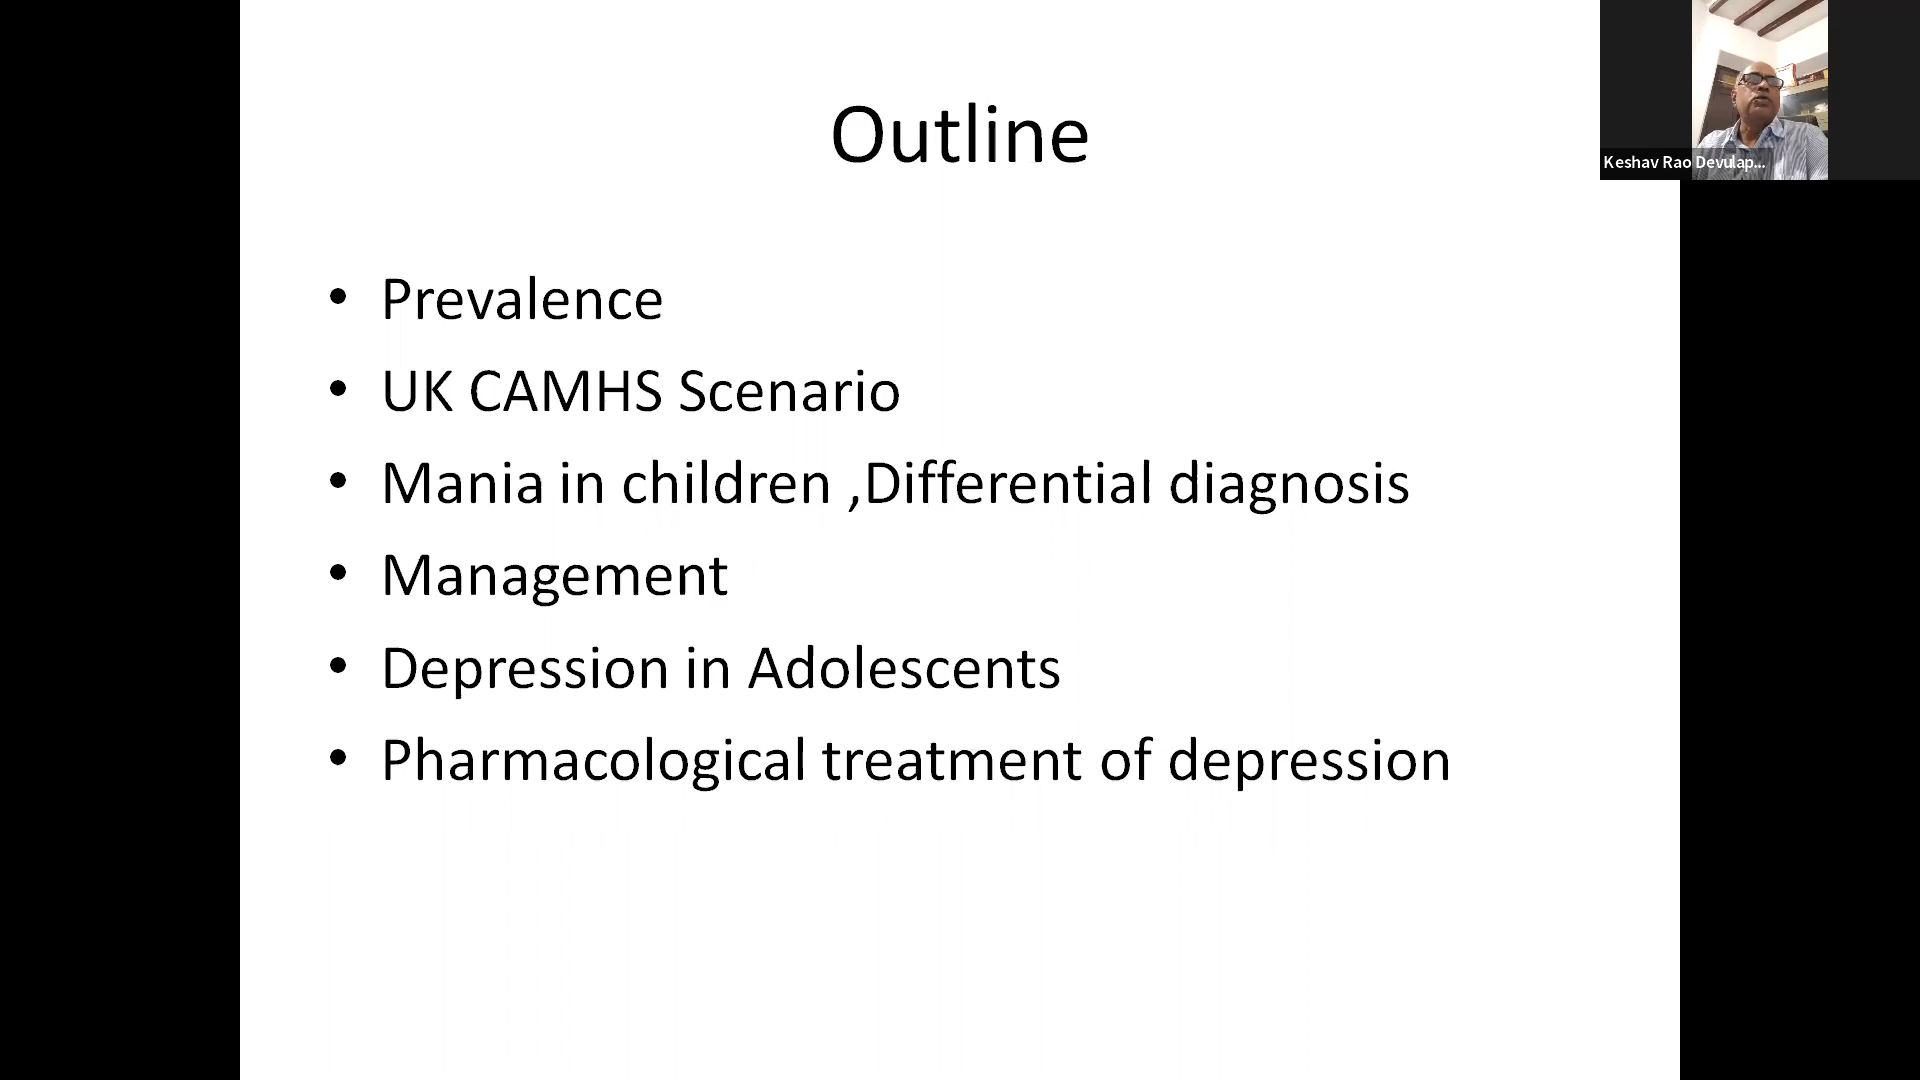 Outline
Keshav Rao Devulap...
• Prevalence
• UK CAMHS Scenario
• Mania in children ,Differential diagnosis
• Management
• Depression in Adolescents
• Pharmacological treatment of depression